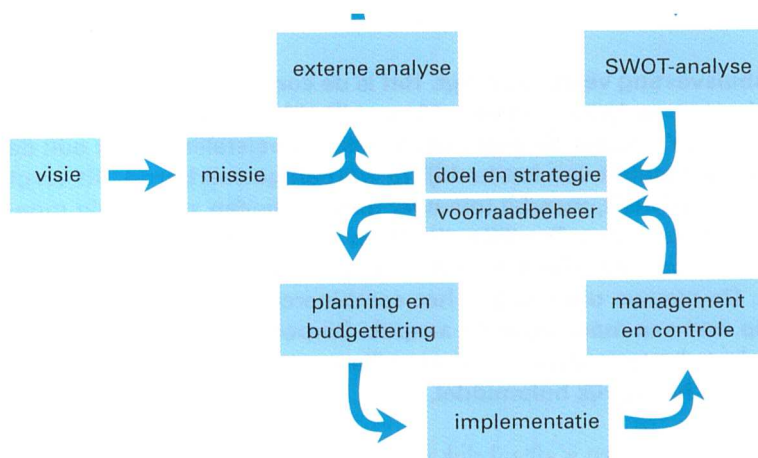 externe analyse
SWOT-analyse
visie
missie
doel en strategie
voorraadbeheer
planning en
budgettering
management
en controle
implementatie